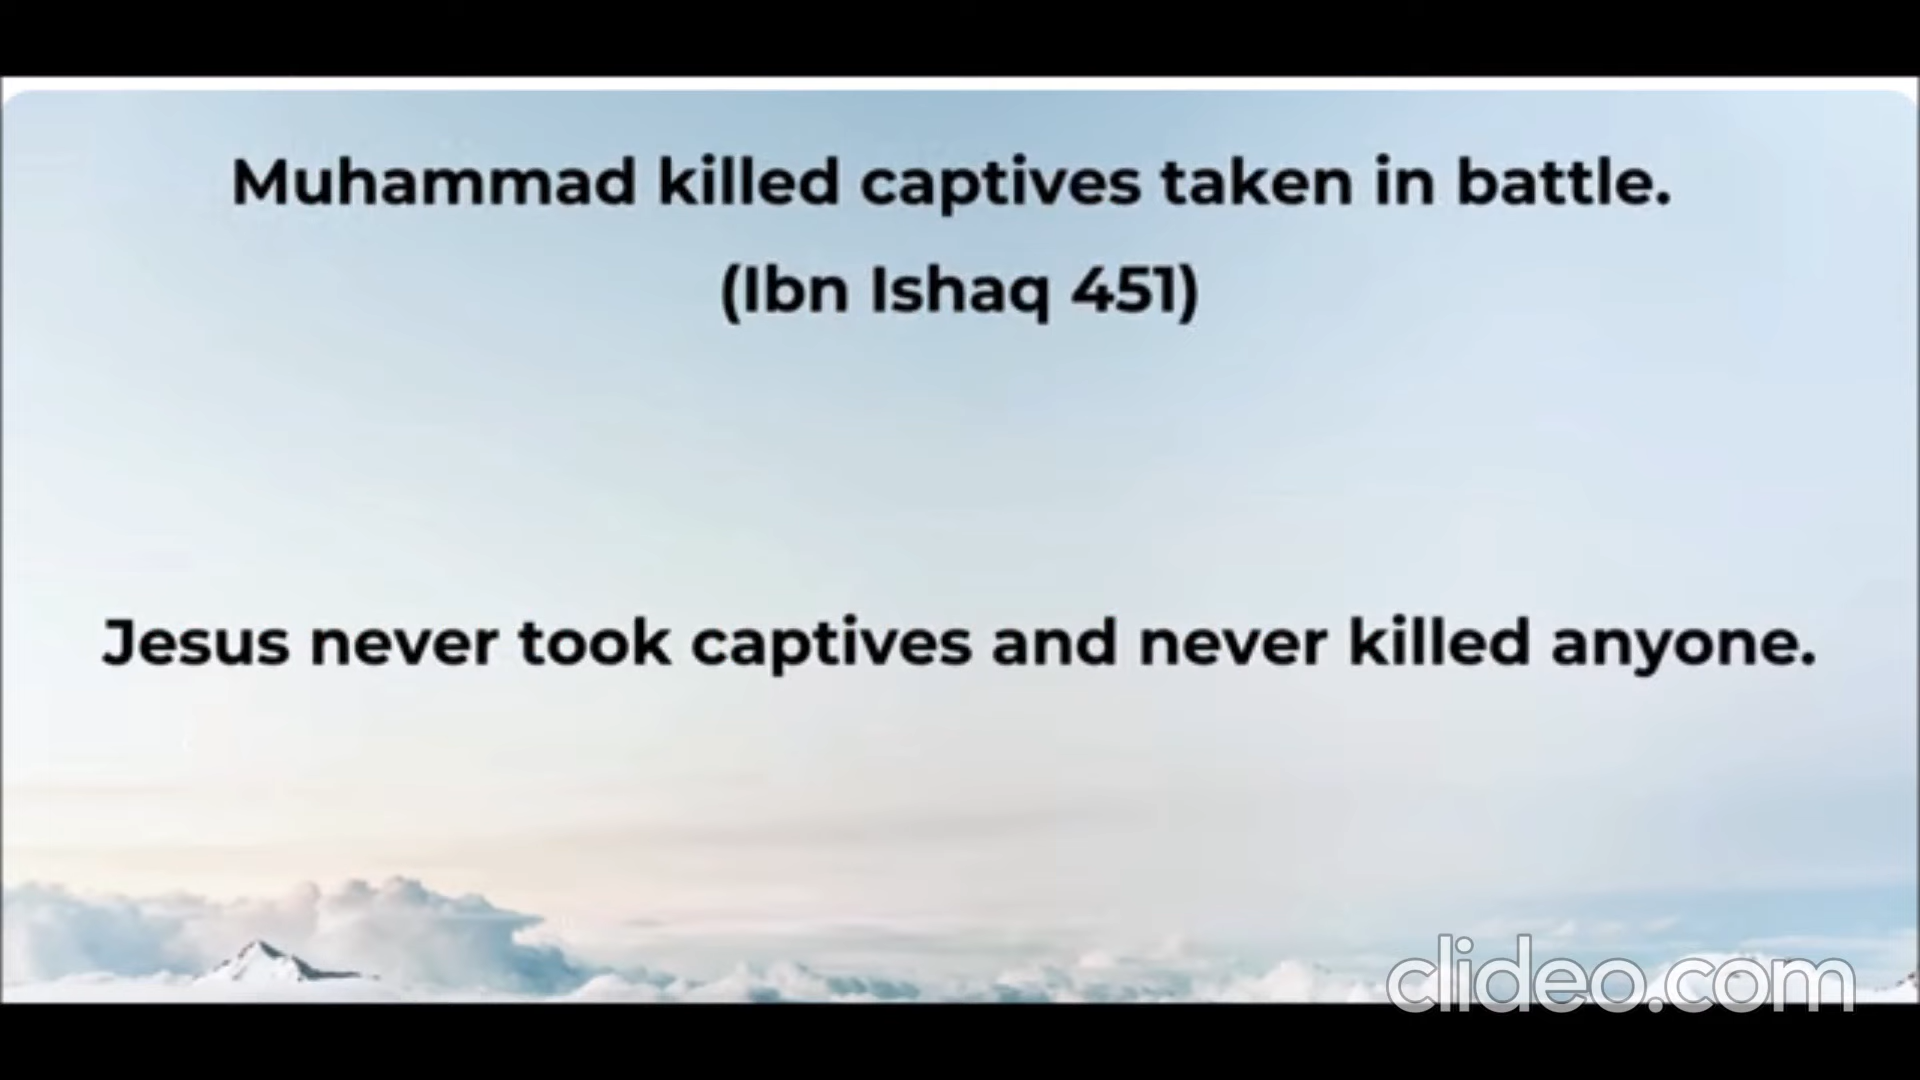 Muhammad killed captives taken in battle.
(Ibn Ishaq 451)
Jesus never took captives and never killed anyone.
clideo.com